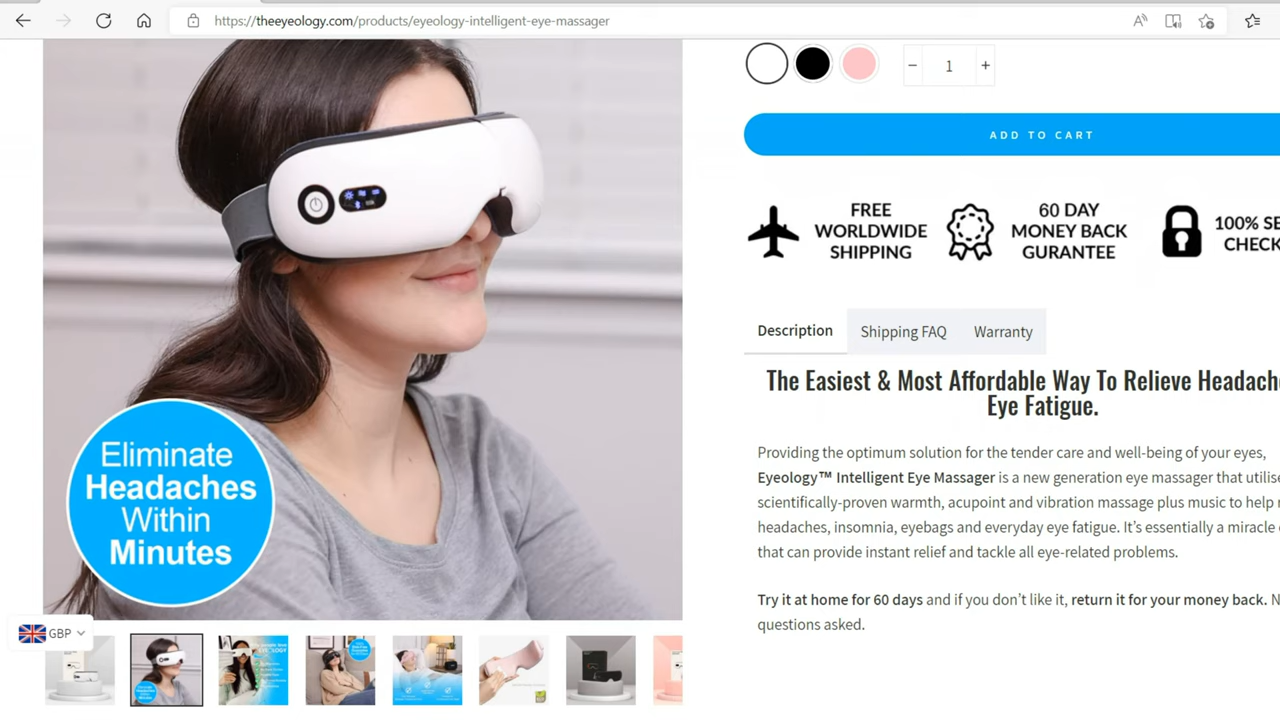 https://theeyeology.com/products/eyeology-intelligent-eye-massager
1
ADD TO CART
FREE
WORLDWIDE
SHIPPING
60 DAY
MONEY BACK
GURANTEE
100% SE
CHECK
Description
Shipping FAQ
Warranty
The Easiest & Most Affordable Way To Relieve Headach
Eye Fatigue.
Providing the optimum solution for the tender care and well-being of your eyes,
Eyeology™ Intelligent Eye Massager is a new generation eye massager that utilise
scientifically-proven warmth, acupoint and vibration massage plus music to help
headaches, insomnia, eyebags and everyday eye fatigue. It’s essentially a miracle
that can provide instant relief and tackle all eye-related problems.
Try it at home for 60 days and if you don’t like it, return it for your money back. N
questions asked.
Eliminate
Headaches
Within
Minutes
GBP